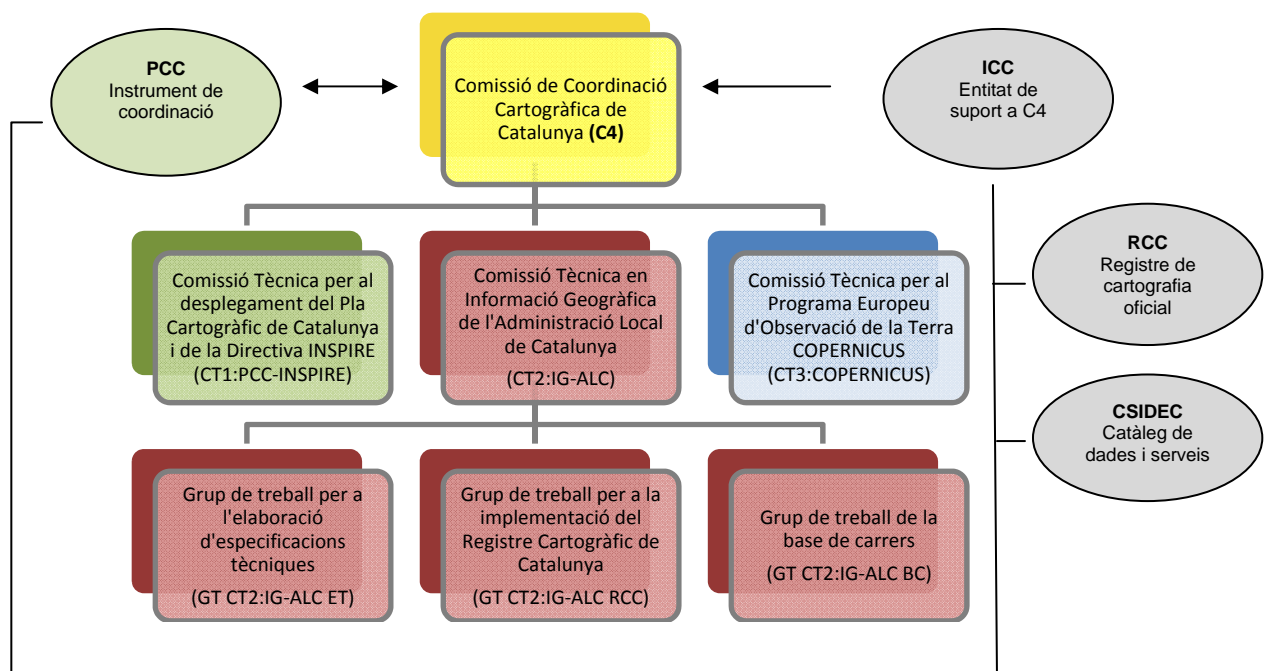 PCC
Instrument de
coordinació
Comissió de Coordinació
Cartogràfica de
Catalunya (C4)
ICC
Entitat de
suport a C4
Comissió Tècnica per al
desplegament del Pla
Cartogràfic de Catalunya
i de la Directiva INSPIRE
(CT1:PCC-INSPIRE)
Comissió Tècnica en
Informació Geogràfica
de l'Administració Local
de Catalunya
(CT2:IG-ALC)
Comissió Tècnica per al
Programa Europeu
d'Observació de la Terra
COPERNICUS
(CT3:COPERNICUS)
RCC
Registre de
cartografia
oficial
CSIDEC
Catàleg de
dades i serveis
Grup de treball per a
l'elaboració
d'especificacions
tècniques
(GT CT2:IG-ALC ET)
Grup de treball per a la
implementació del
Registre Cartogràfic de
Catalunya
(GT CT2:IG-ALC RCC)
Grup de treball de la
base de carrers
(GT CT2:IG-ALC BC)